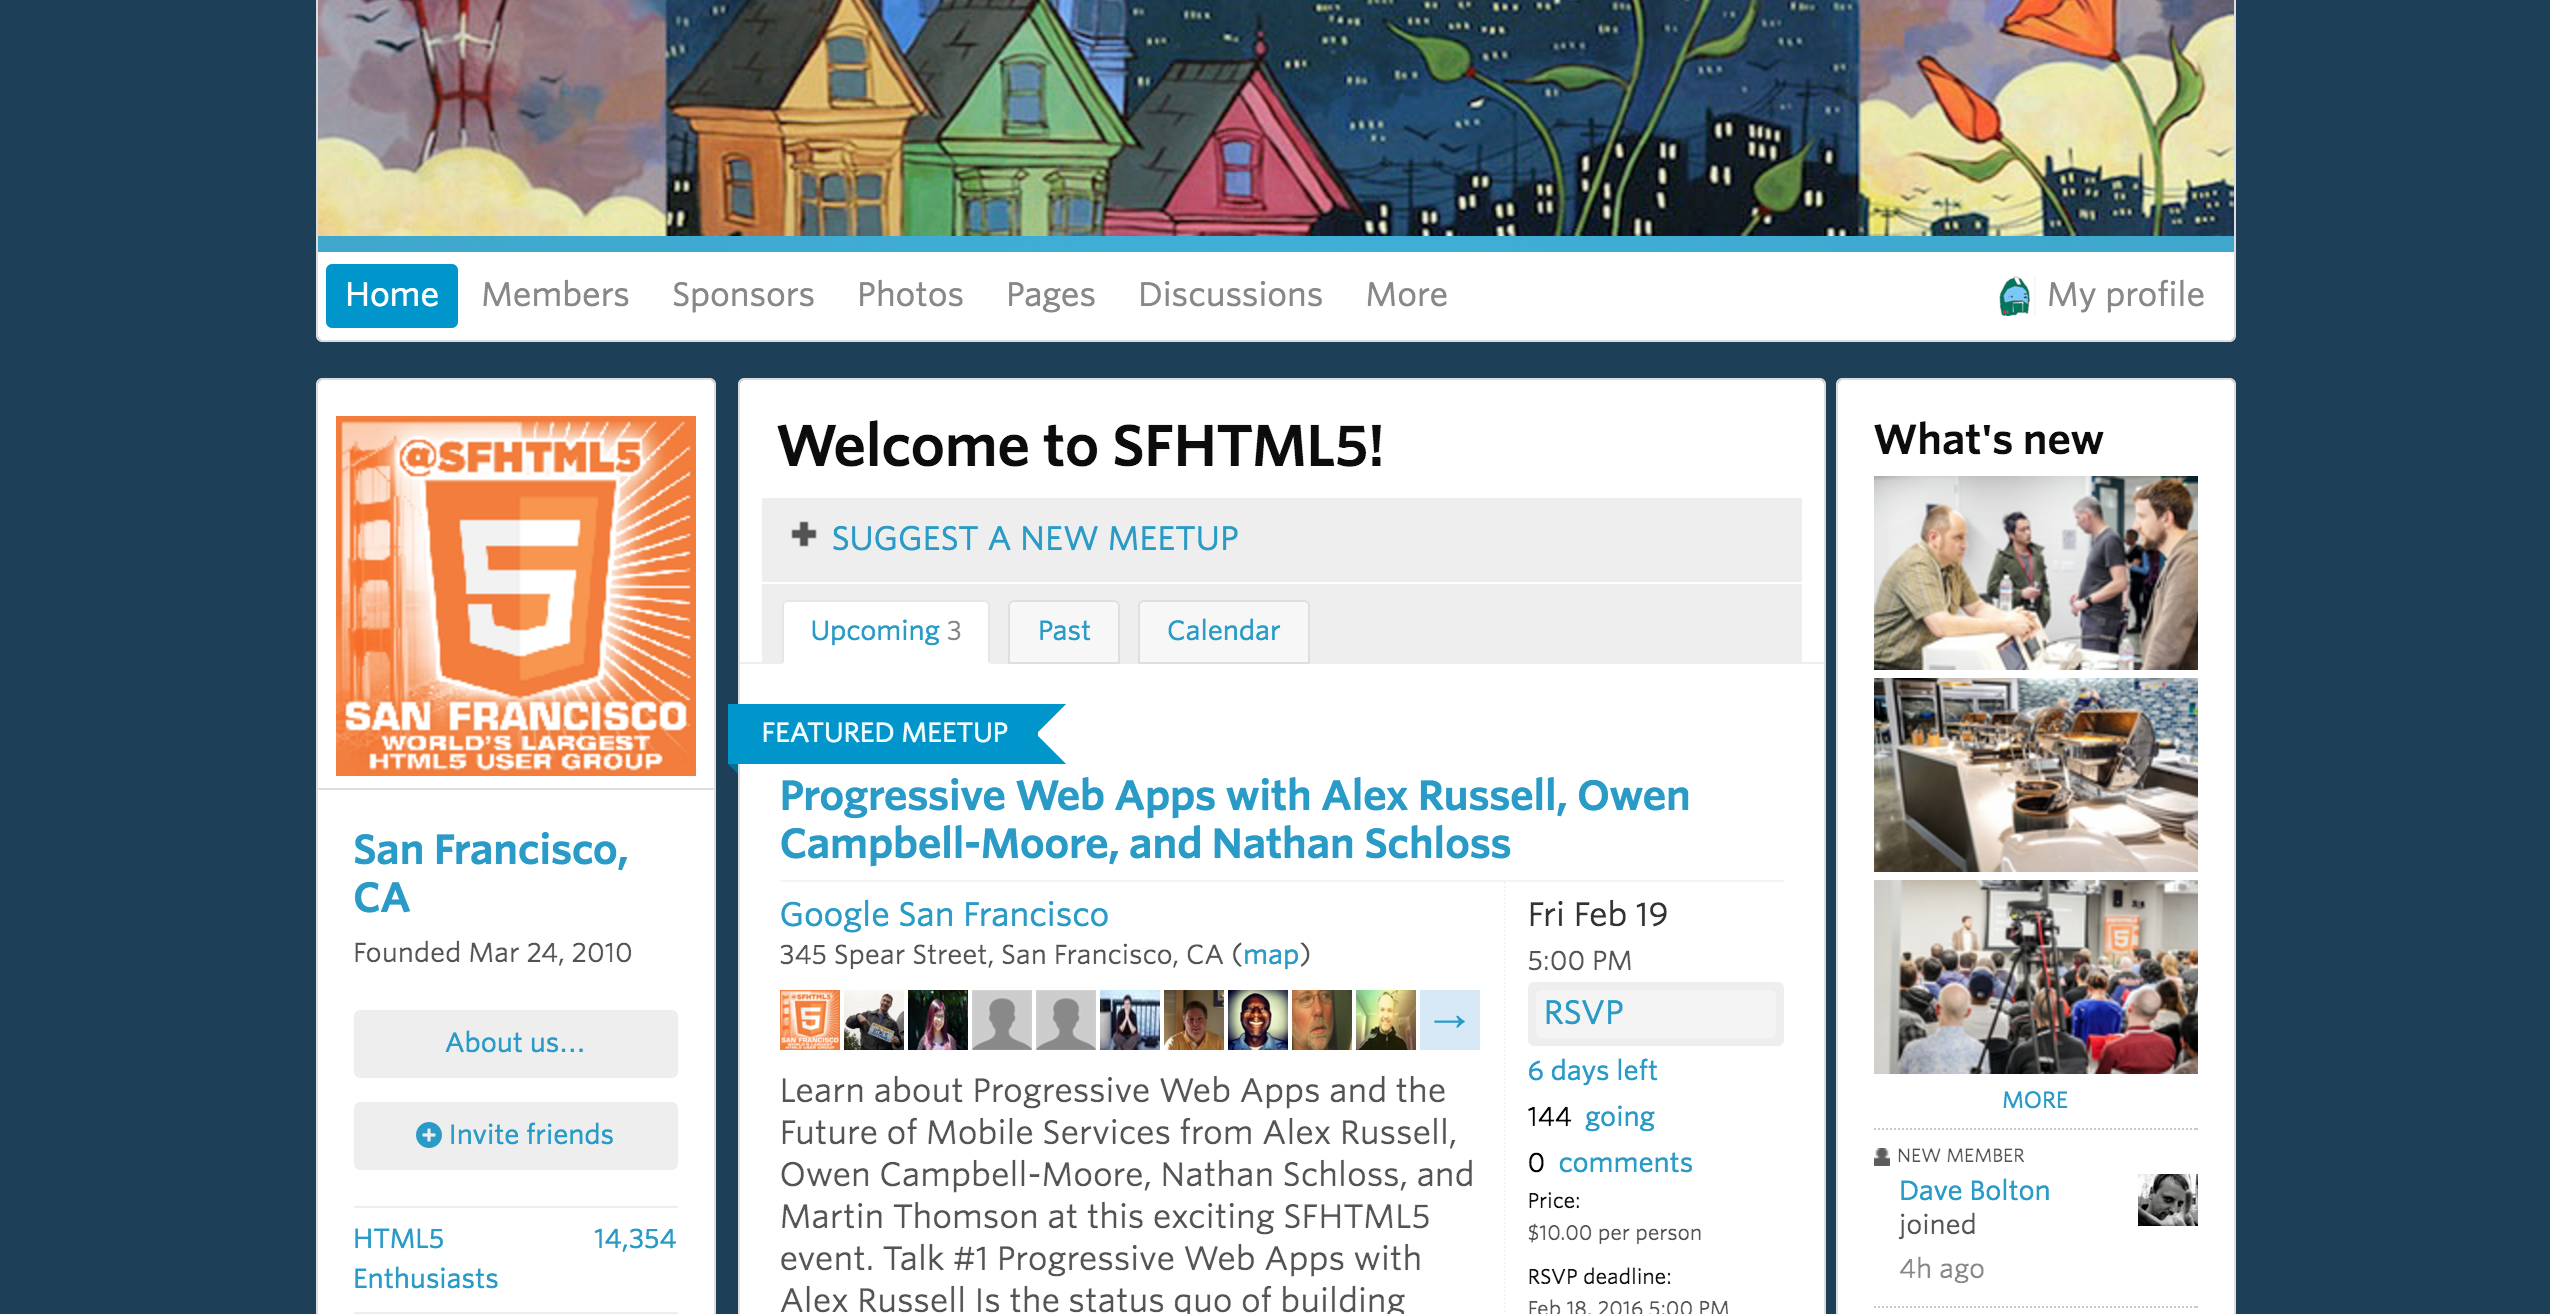 Home
Members
Sponsors
Photos
Pages
Discussions
More
My profile
@SFHTML5
5
SAN FRANCISCO
WORLD'S LARGEST
HTML5 USER GROUP
San Francisco,
CA
Founded Mar 24, 2010
About us...
Invite friends
HTML5 14,354
Enthusiasts
Welcome to SFHTML5!
SUGGEST A NEW MEETUP
Upcoming 3
Past
Calendar
FEATURED MEETUP
Progressive Web Apps with Alex Russell, Owen
Campbell-Moore, and Nathan Schloss
Google San Francisco
345 Spear Street, San Francisco, CA (map)
→
Learn about Progressive Web Apps and the
Future of Mobile Services from Alex Russell,
Owen Campbell-Moore, Nathan Schloss, and
Martin Thomson at this exciting SFHTML5
event. Talk #1 Progressive Web Apps with
Alex Russell Is the status quo of building
Fri Feb 19
5:00 PM
RSVP
6 days left
144 going
0 comments
Price:
$10.00 per person
RSVP deadline:
Feb 18, 2016 5:00 PM
What's new
MORE
NEW MEMBER
Dave Bolton
joined
4h ago